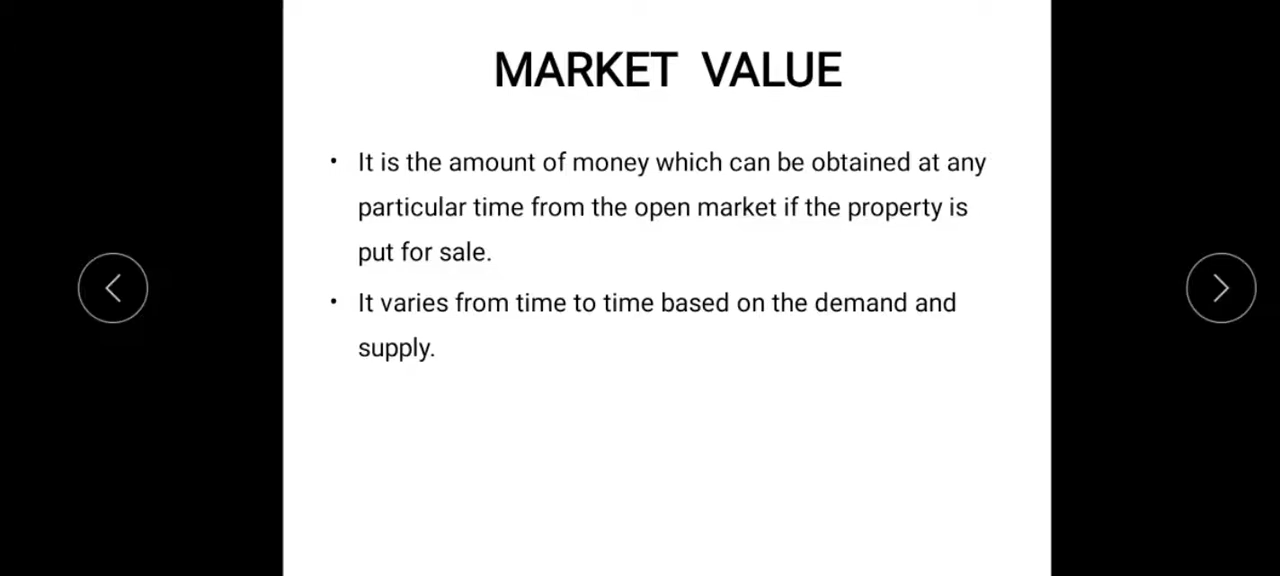 MARKET VALUE
• It is the amount of money which can be obtained at any
particular time from the open market if the property is
put for sale.
• It varies from time to time based on the demand and
supply.